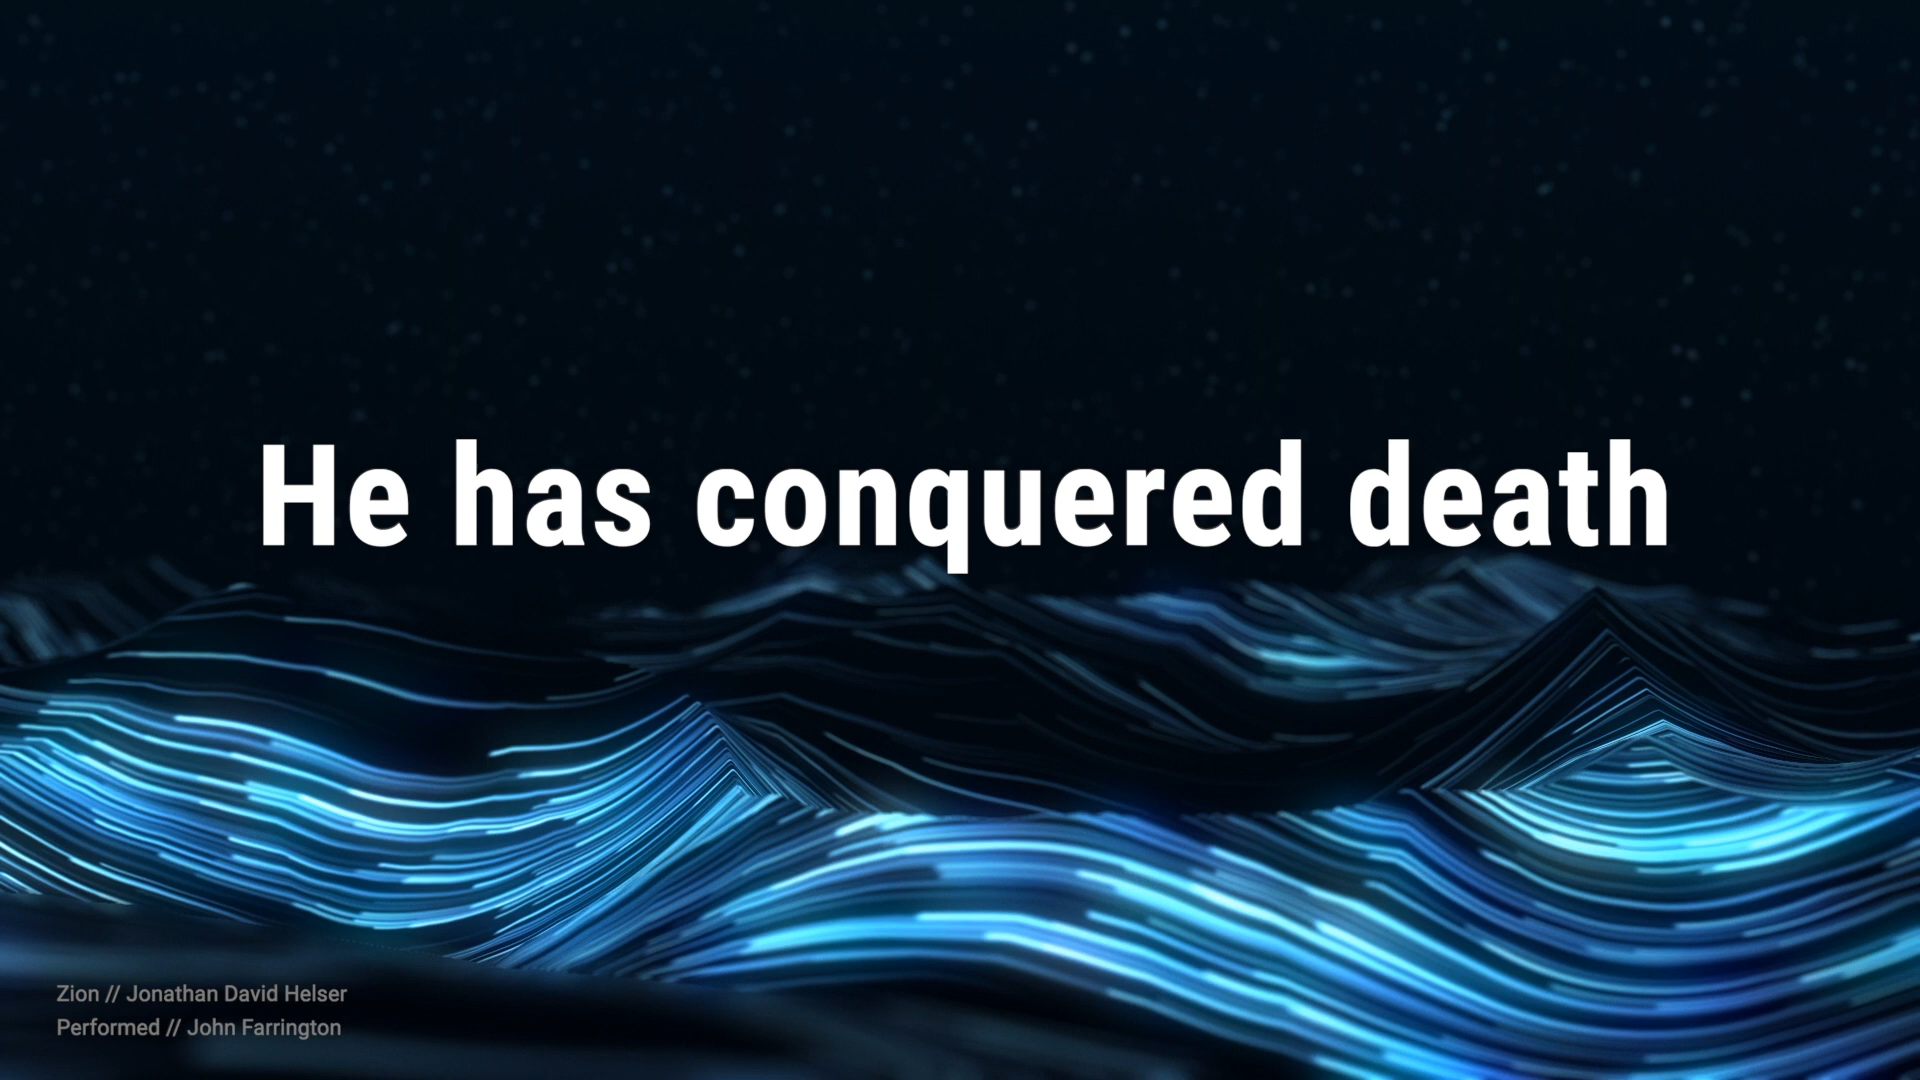 He has conquered death
Zion // Jonathan David Helser
Performed // John Farrington